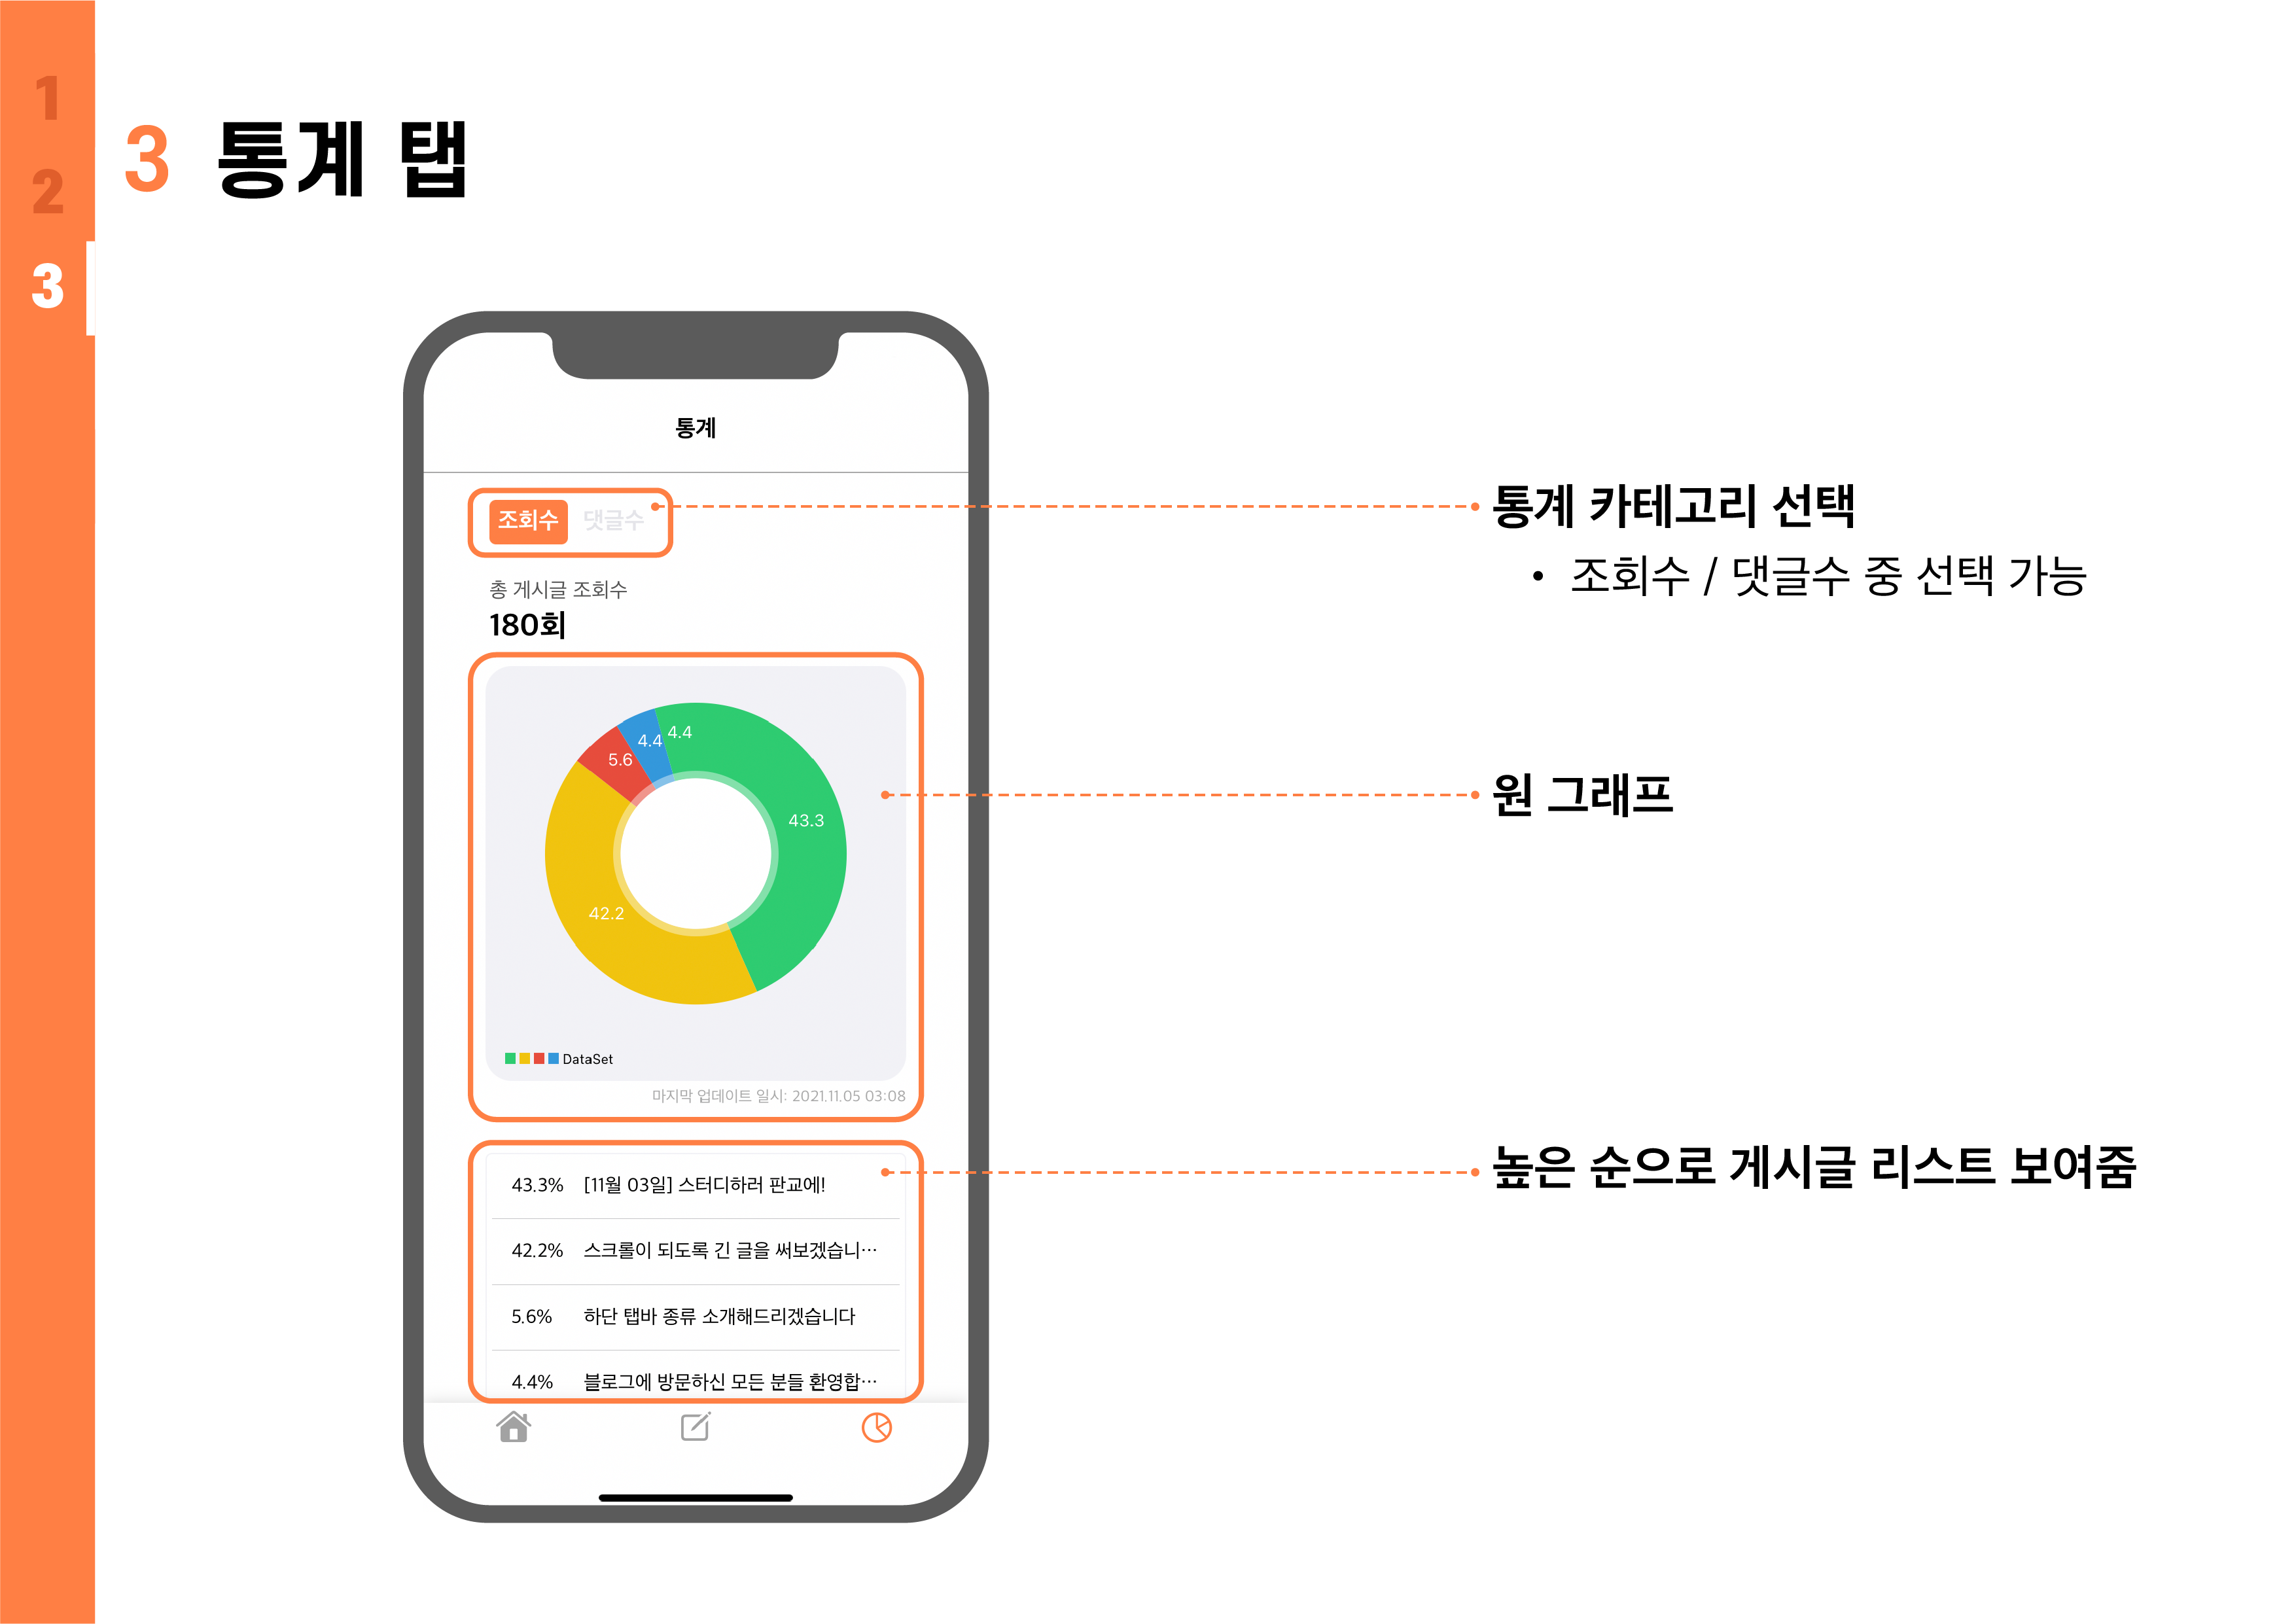 1
2
3
3 통계 탭
통계
조회수 댓글수
총 게시글 조회수
180회
4.4 4.4
5.6
43.3
42.2
DataSet
마지막 업데이트 일시: 2021.11.05 03:08
43.3% [11월 03일] 스터디하러 판교에!
42.2% 스크롤이 되도록 긴 글을 써보겠습니…
5.6% 하단 탭바 종류 소개해드리겠습니다
4.4% 블로그에 방문하신 모든 분들 환영합…
통계 카테고리 선택
• 조회수 / 댓글수 중 선택 가능
원 그래프
높은 순으로 게시글 리스트 보여줌